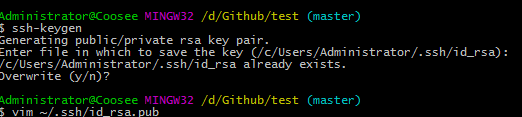 Administrator@Coosee MINGW32 /d/Github/test (master)
$ ssh-keygen
Generating public/private rsa key pair.
Enter file in which to save the key (/c/Users/Administrator/.ssh/id_rsa):
/c/Users/Administrator/.ssh/id_rsa already exists.
Overwrite (y/n)?
Administrator@Coosee MINGW32 /d/Github/test (master)
$ vim ~/.ssh/id_rsa.pub